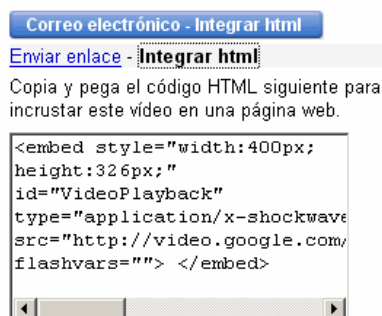 Correo electrónico - Integrar html
Enviar enlace - Integrar html
Copia y pega el código HTML siguiente para
incrustar este vídeo en una página web.
<embed style="width:400px;
height:326px;"
id="VideoPlayback"
type="application/x-shockwave
src="http://video.google.com/
flashvars=""> </embed>